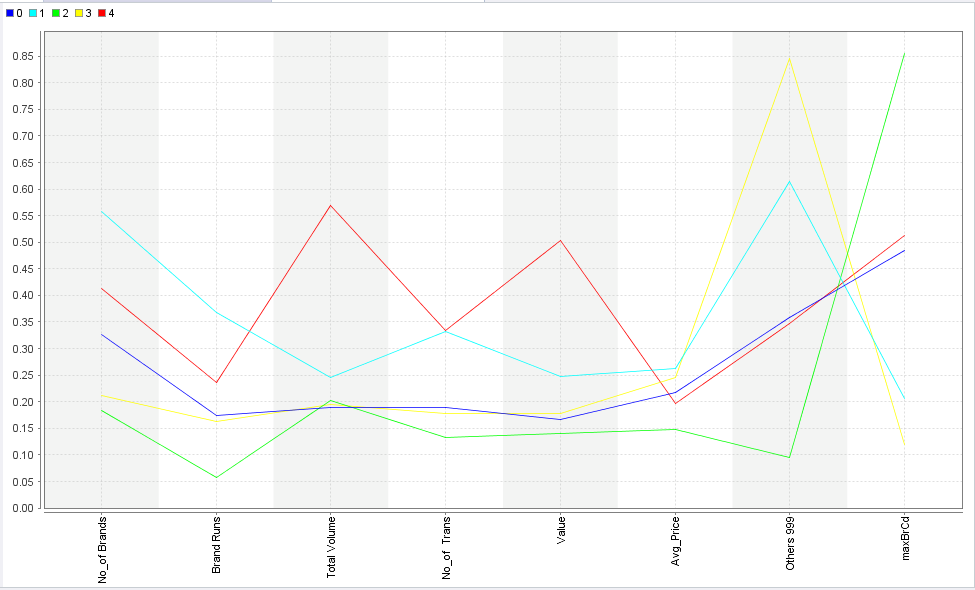 0 1 2 3 4
0.85
0.80
0.75
0.70
0.65
0.60
0.55
0.50
0.45
0.40
0.35
0.30
0.25
0.20
0.15
0.10
0.05
0.00
No_of Brands
Brand Runs
Total Volume
No_of Trans
Value
Avg_Price
Others 999
maxBrCd